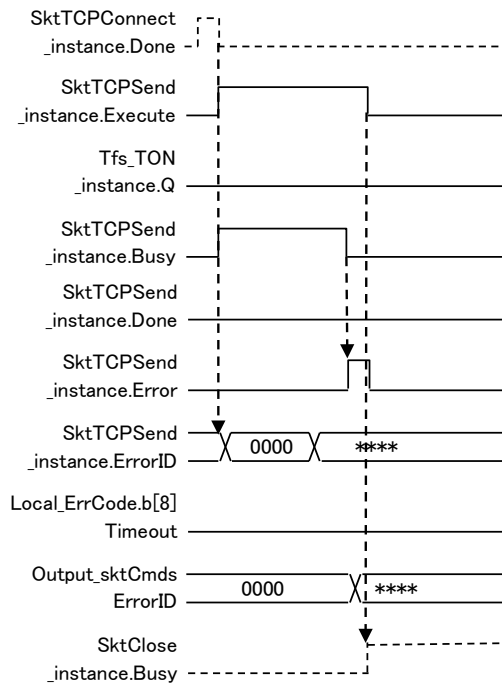 SktTCPConnect
_instance.Done
SktTCPSend
_instance.Execute
Tfs_TON
_instance.Q
SktTCPSend
_instance.Busy
SktTCPSend
_instance.Done
SktTCPSend
_instance.Error
SktTCPSend
_instance.ErrorID
0000
****
Local_ErrCode.b[8]
Timeout
Output_sktCmds
ErrorID
0000
****
SktClose
_instance.Busy